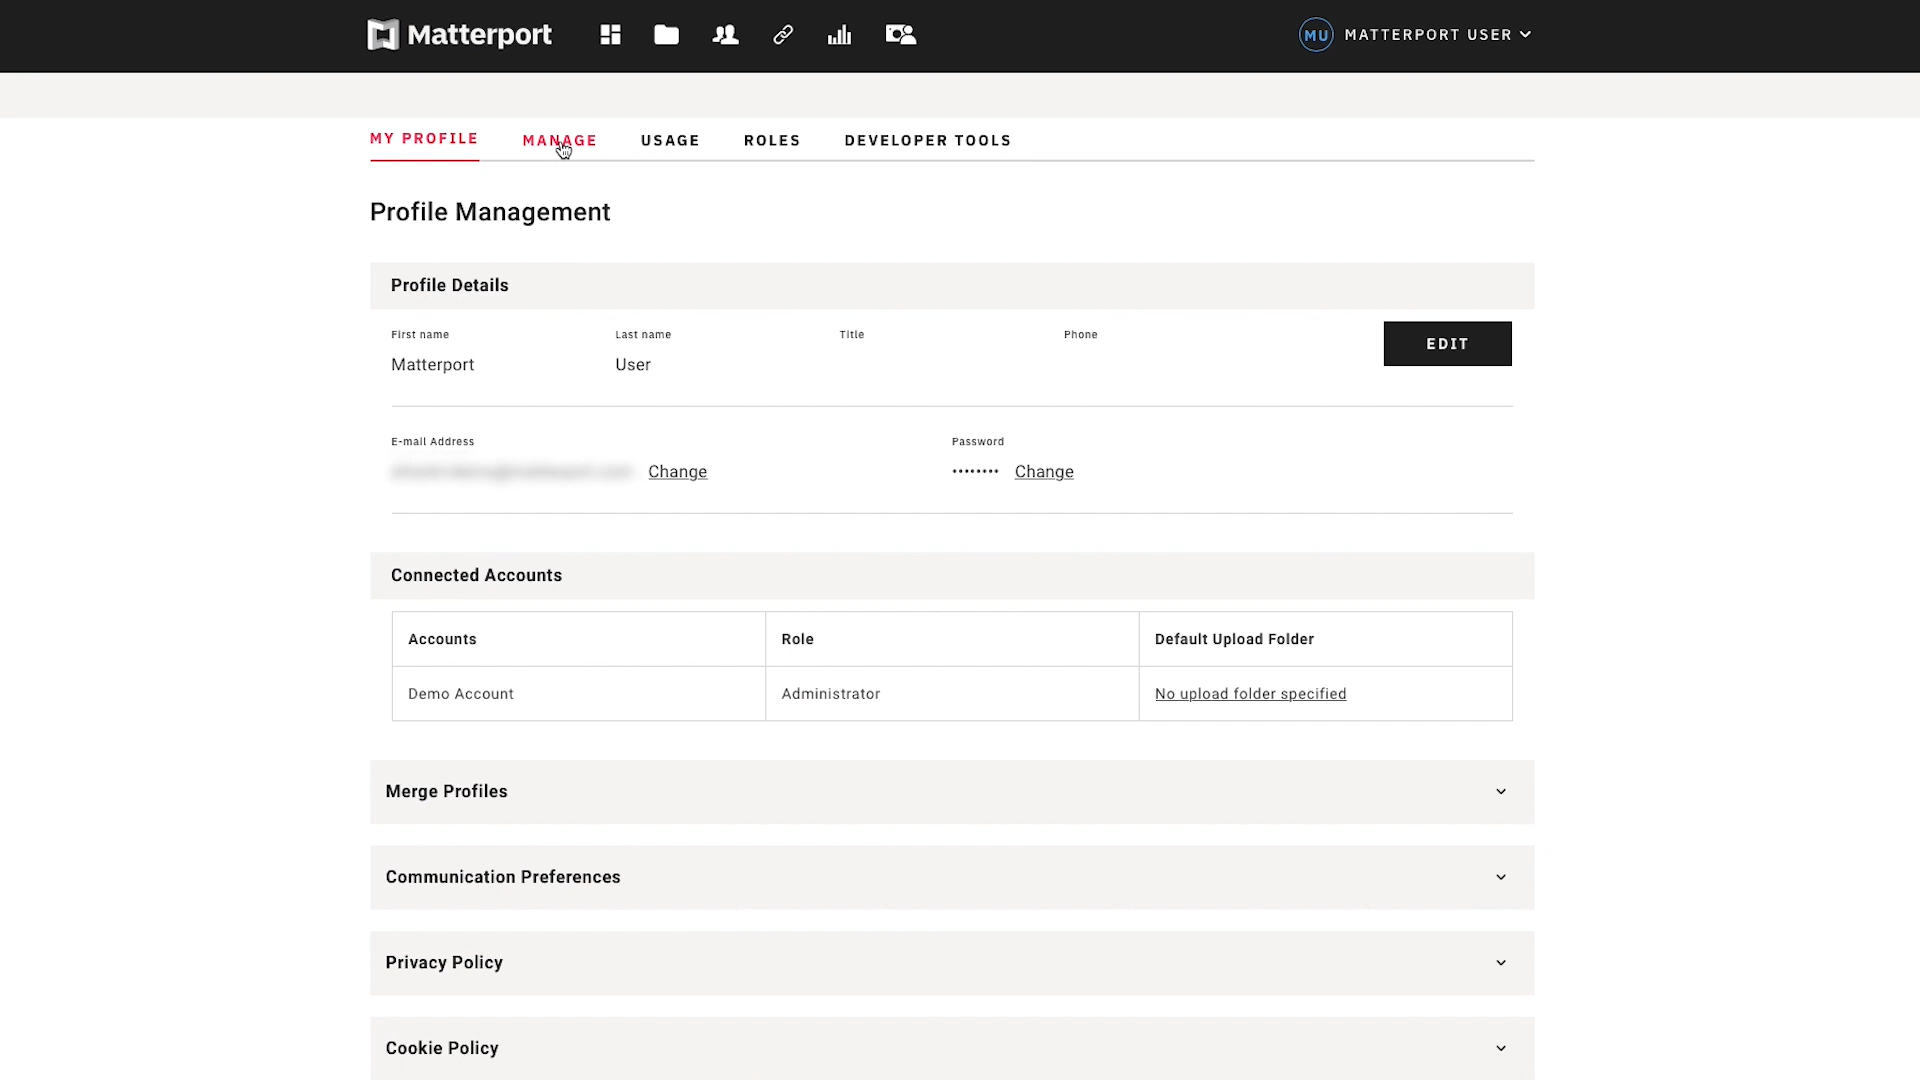 Matterport
MU MATTERPORT USER
MY PROFILE MANAGE USAGE ROLES DEVELOPER TOOLS
Profile Management
Profile Details
First name Last name Title Phone
EDIT
Matterport User
E-mail Address Password
Change •••••••• Change
Connected Accounts
Accounts Role Default Upload Folder
Demo Account Administrator No upload folder specified
Merge Profiles
Communication Preferences
Privacy Policy
Cookie Policy